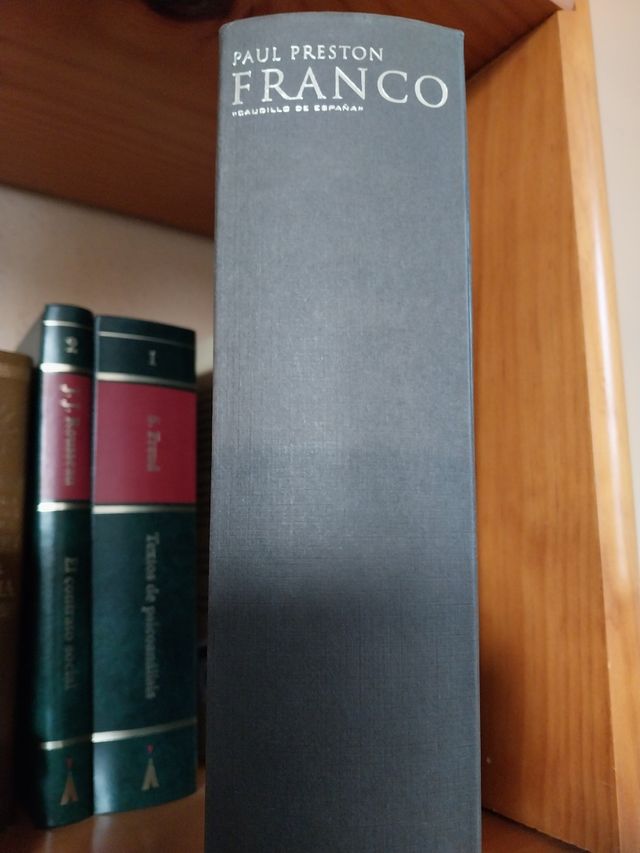 PAUL PRESTON
FRANCO
«CAUDILLO DE ESPAÑA»
2
J. J. Rousseau
El contrato social
1
S. Freud
Textos de psicoanálisis